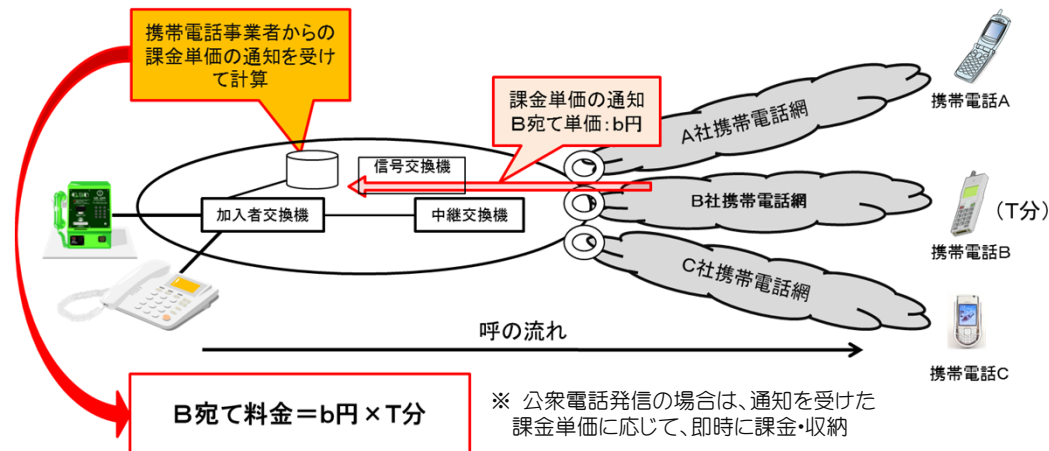 携帯電話事業者からの
課金単価の通知を受け
て計算
課金単価の通知
B宛て単価:b円
信号交換機
加入者交換機
中継交換機
A社携帯電話網
B社携帯電話網
C社携帯電話網
携帯電話A
(T分)
携帯電話B
携帯電話C
呼の流れ
B宛て料金=b円×T分
※ 公衆電話発信の場合は、通知を受けた
課金単価に応じて、即時に課金・収納